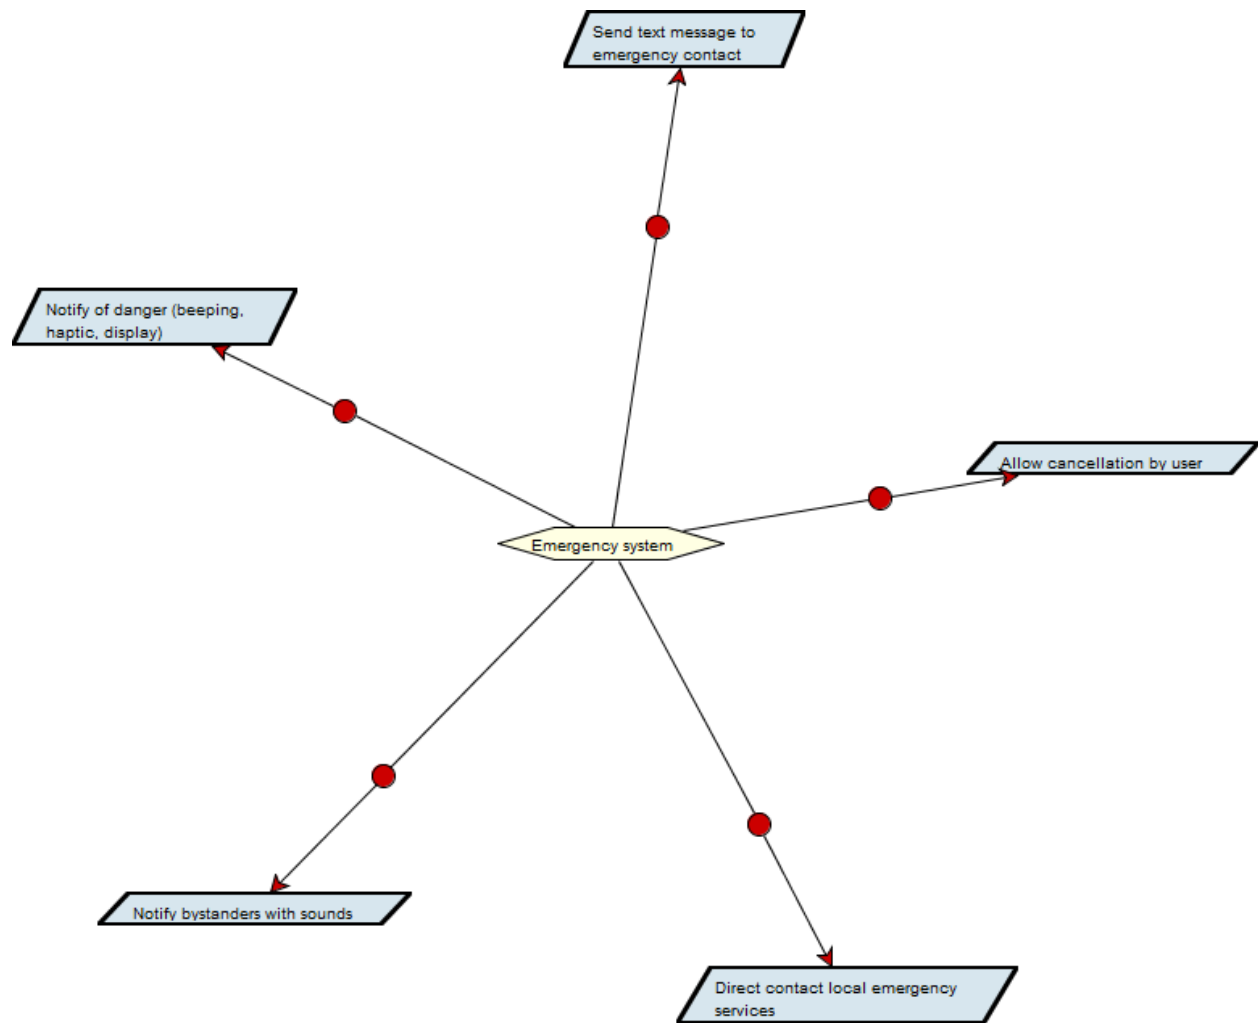 Send text message to
emergency contact
Notify of danger (beeping,
haptic, display)
Allow cancellation by user
Emergency system
Notify bystanders with sounds
Direct contact local emergency
services